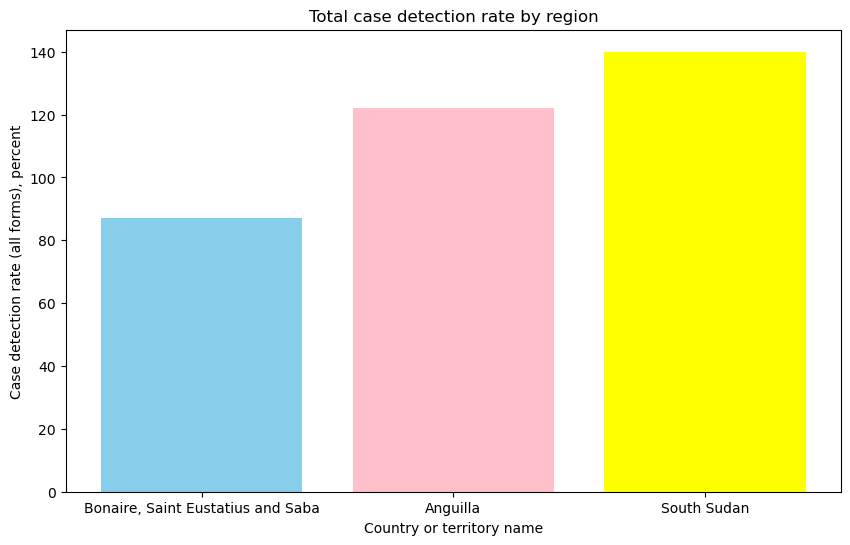 Total case detection rate by region
Case detection rate (all forms), percent
140
120
100
80
60
40
20
0
Bonaire, Saint Eustatius and Saba
Anguilla
South Sudan
Country or territory name